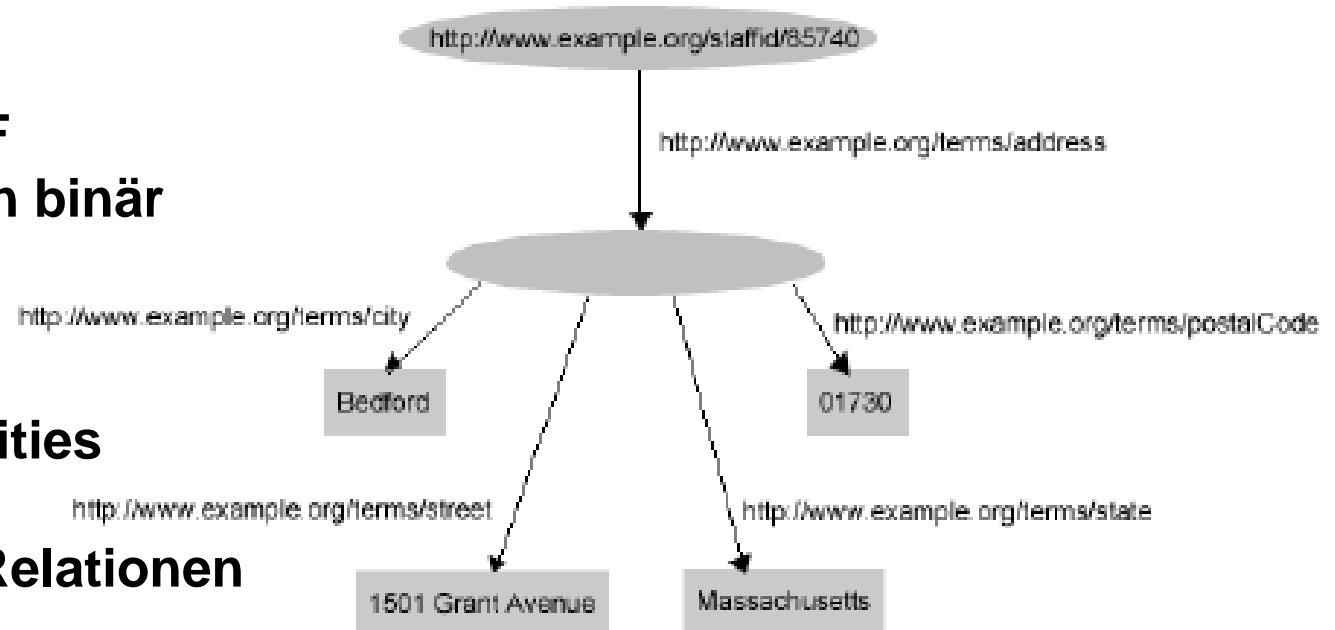 http://www.example.org/staffid/85740
http://www.example.org/terms/address
n binär
http://www.example.org/terms/city
http://www.example.org/terms/postalCode
Bedford
01730
ities
http://www.example.org/terms/street
http://www.example.org/terms/state
Relationen
1501 Grant Avenue
Massachusetts